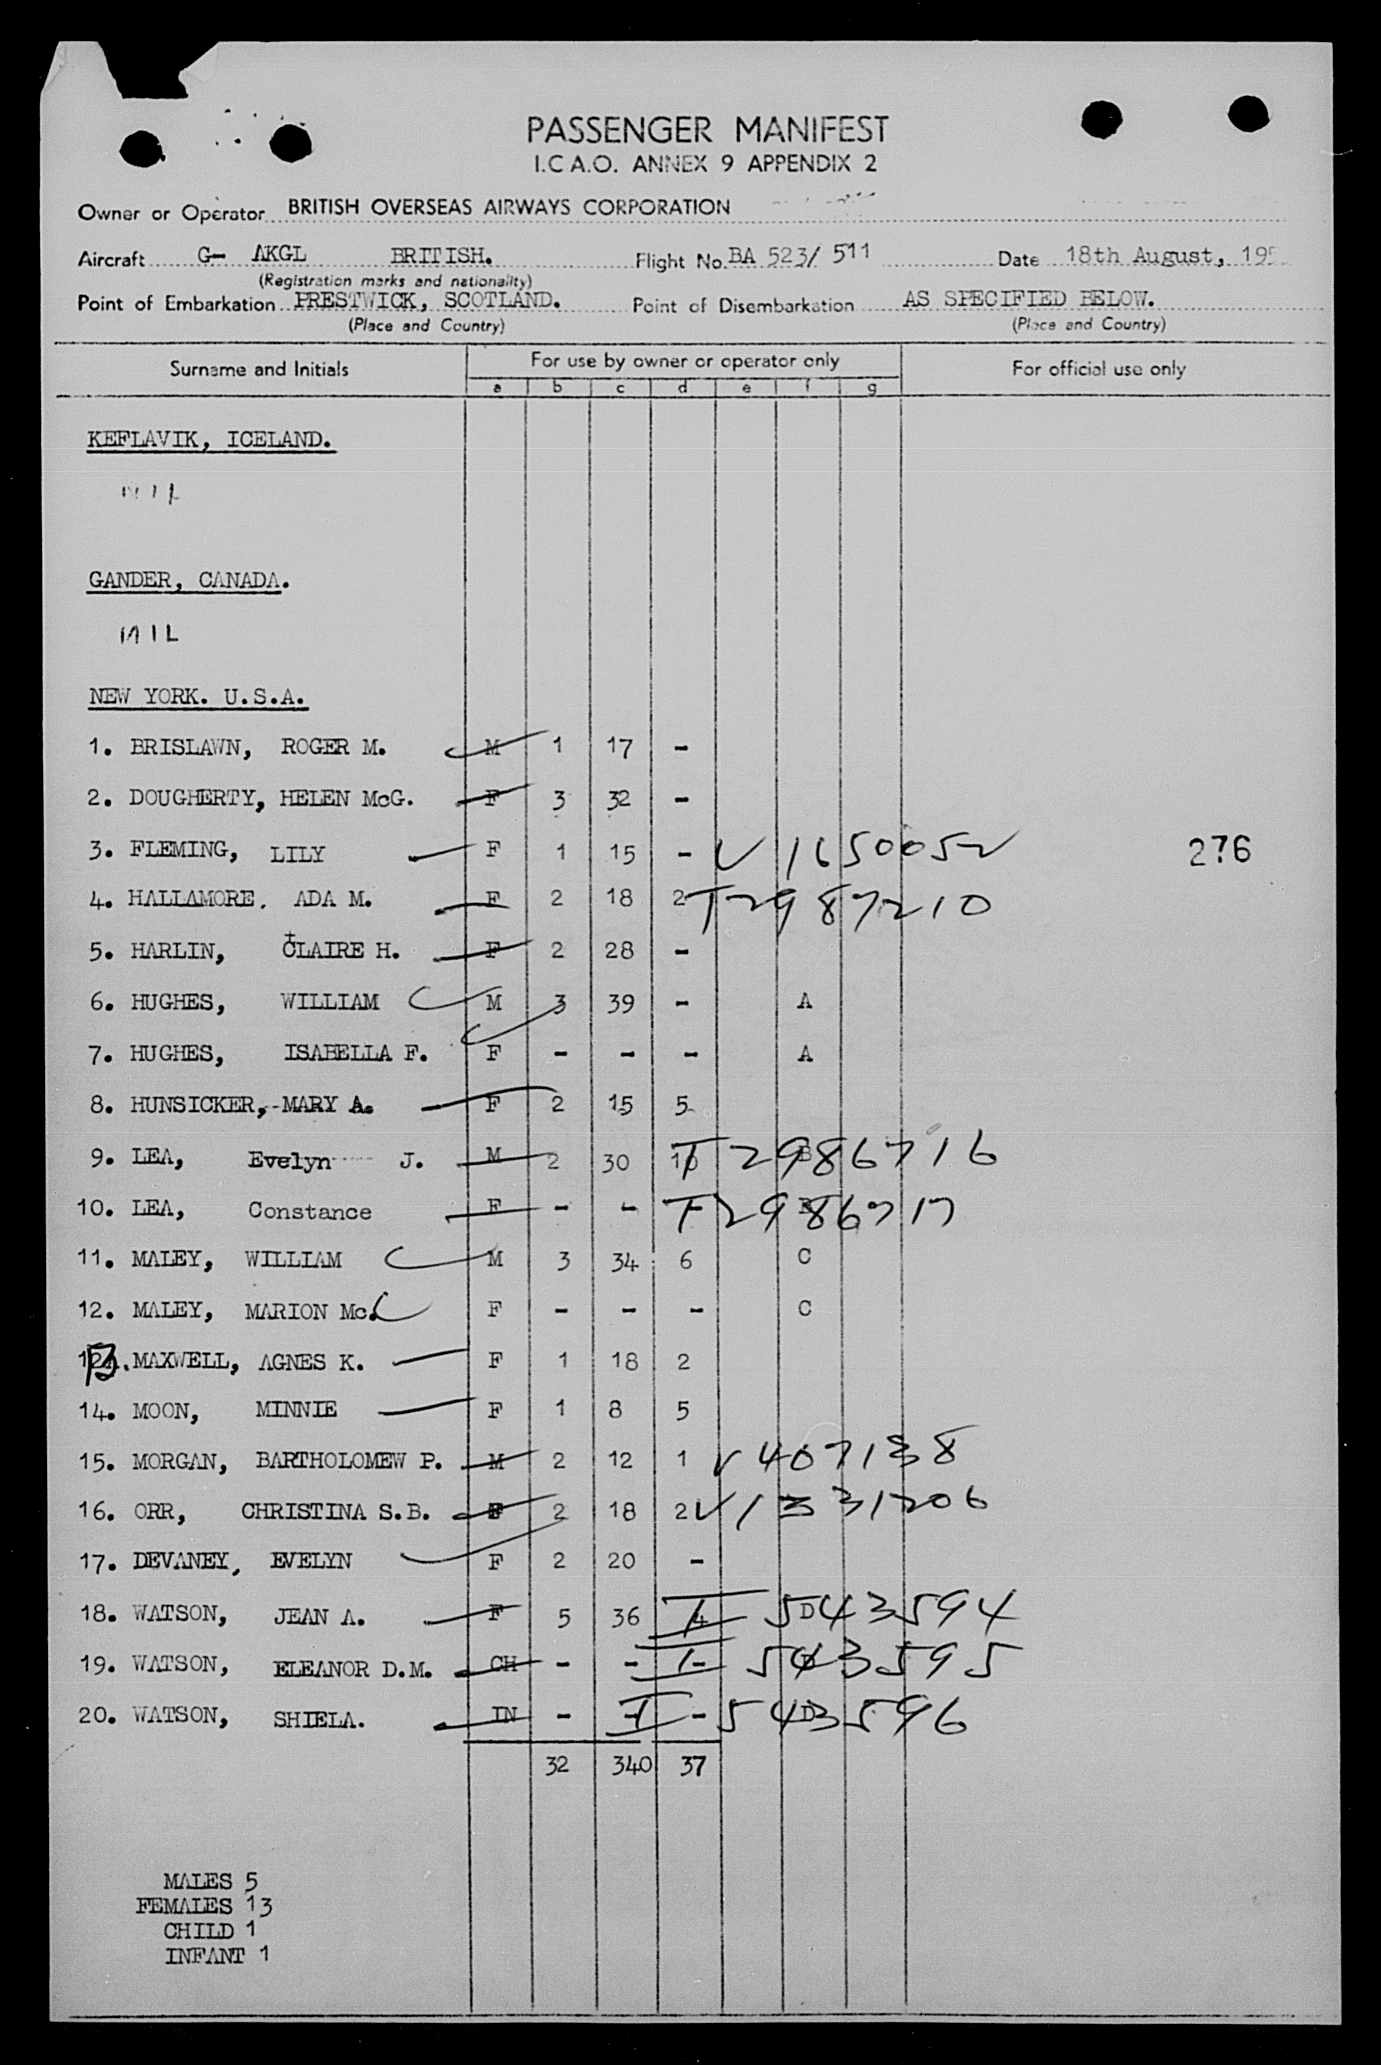 PASSENGER MANIFEST
I.C.A.O. ANNEX 9 APPENDIX 2
Owner or Operator BRITISH OVERSEAS AIRWAYS CORPORATION
Aircraft G- AKGL BRITISH. Flight No. BA 523/ 511 Date 18th August, 195
(Registration marks and nationality)
Point of Embarkation PRESTWICK, SCOTLAND. Point of Disembarkation AS SPECIFIED BELOW.
(Place and Country) (Place and Country)
Surname and Initials For use by owner or operator only For official use only
a b c d e f g
KEFLAVIK, ICELAND.
NIL
GANDER, CANADA.
NIL
NEW YORK. U.S.A.
1. BRISLAWN, ROGER M. M 1 17 -
2. DOUGHERTY, HELEN McG. F 3 32 -
3. FLEMING, LILY F 1 15 - V 1650052 276
4. HALLAMORE. ADA M. F 2 18 2 T2987210
5. HARLIN, CLAIRE H. F 2 28 -
6. HUGHES, WILLIAM M 3 39 - A
7. HUGHES, ISABELLA F. F - - - A
8. HUNSICKER,- MARY A. F 2 15 5
9. LEA, Evelyn J. M 2 30 10 T 2986716 B
10. LEA, Constance F - - T2986717
11. MALEY, WILLIAM M 3 34 6 C
12. MALEY, MARION Mc. F - - - C
13. MAXWELL, AGNES K. F 1 18 2
14. MOON, MINNIE F 1 8 5
15. MORGAN, BARTHOLOMEW P. M 2 12 1 V 407138
16. ORR, CHRISTINA S.B. F 2 18 2 V 1331206
17. DEVANEY, EVELYN F 2 20 -
18. WATSON, JEAN A. F 5 36 4 I 543594 D
19. WATSON, ELEANOR D.M. CH - - - I 543595
20. WATSON, SHIELA. IN - - - I 543596 D
32 340 37
MALES 5
FEMALES 13
CHILD 1
INFANT 1